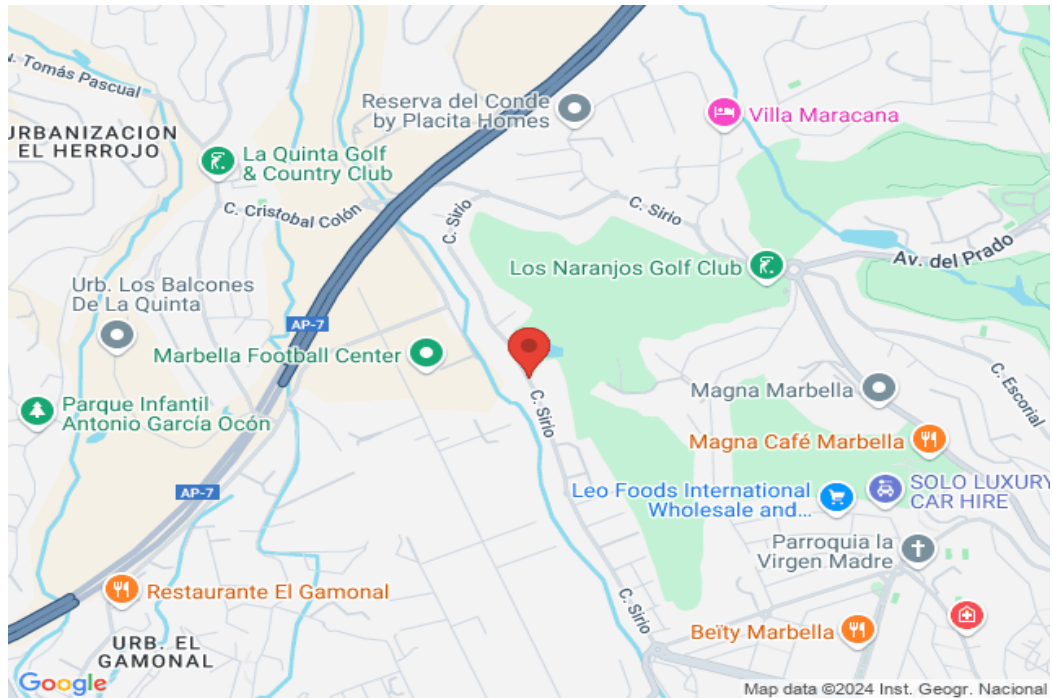 . Tomás Pascual
URBANIZACION
EL HERROJO
Reserva del Conde
by Placita Homes
Villa Maracana
La Quinta Golf
& Country Club
C. Cristobal Colón
C. Sirio
C. Sirio
Av. del Prado
Los Naranjos Golf Club
Urb. Los Balcones
De La Quinta
AP-7
Marbella Football Center
C. Escorial
Magna Marbella
Parque Infantil
Antonio García Ocón
C. Sirio
Magna Café Marbella
AP-7
Leo Foods International
Wholesale and...
SOLO LUXURY
CAR HIRE
Parroquia la
Virgen Madre
Restaurante El Gamonal
C. Sirio
Beïty Marbella
URB. EL
GAMONAL
Google
Map data ©2024 Inst. Geogr. Nacional